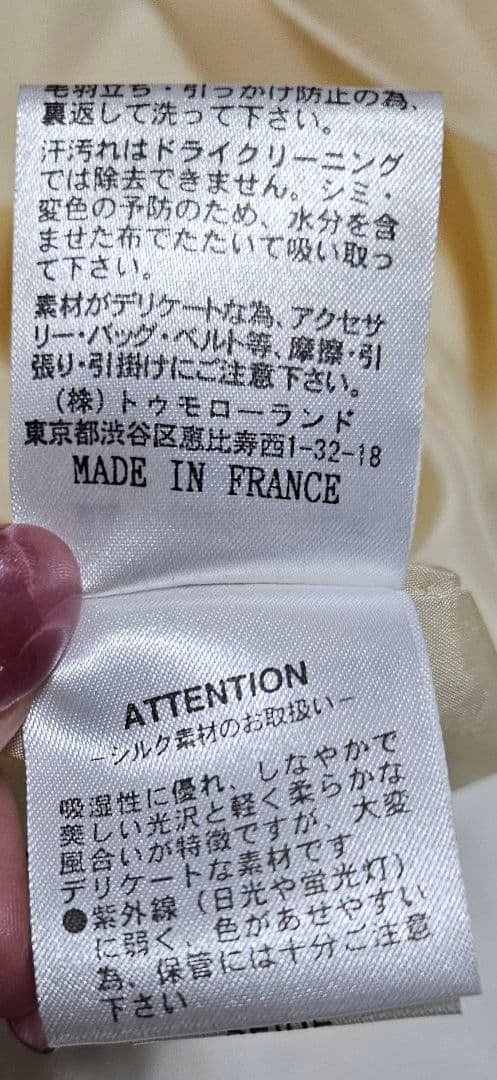 毛羽立ち・引っかけ防止の為、
裏返して洗って下さい。
汗汚れはドライクリーニング
では除去できません。シミ・
変色の予防のため、水分を含
ませた布でたたいて吸い取っ
て下さい。
素材がデリケートな為、アクセサ
リー・バッグ・ベルト等、摩擦・引
張り・引掛けにご注意下さい。
(株)トゥモローランド
東京都渋谷区恵比寿西1-32-18
MADE IN FRANCE
ATTENTION
-シルク素材のお取扱い-
吸湿性に優れ、しなやかで
美しい光沢と軽く柔らかな
風合いが特徴ですが、大変
デリケートな素材です
●紫外線(日光や蛍光灯)
に弱く、色があせやすい
為、保管には十分ご注意
下さい